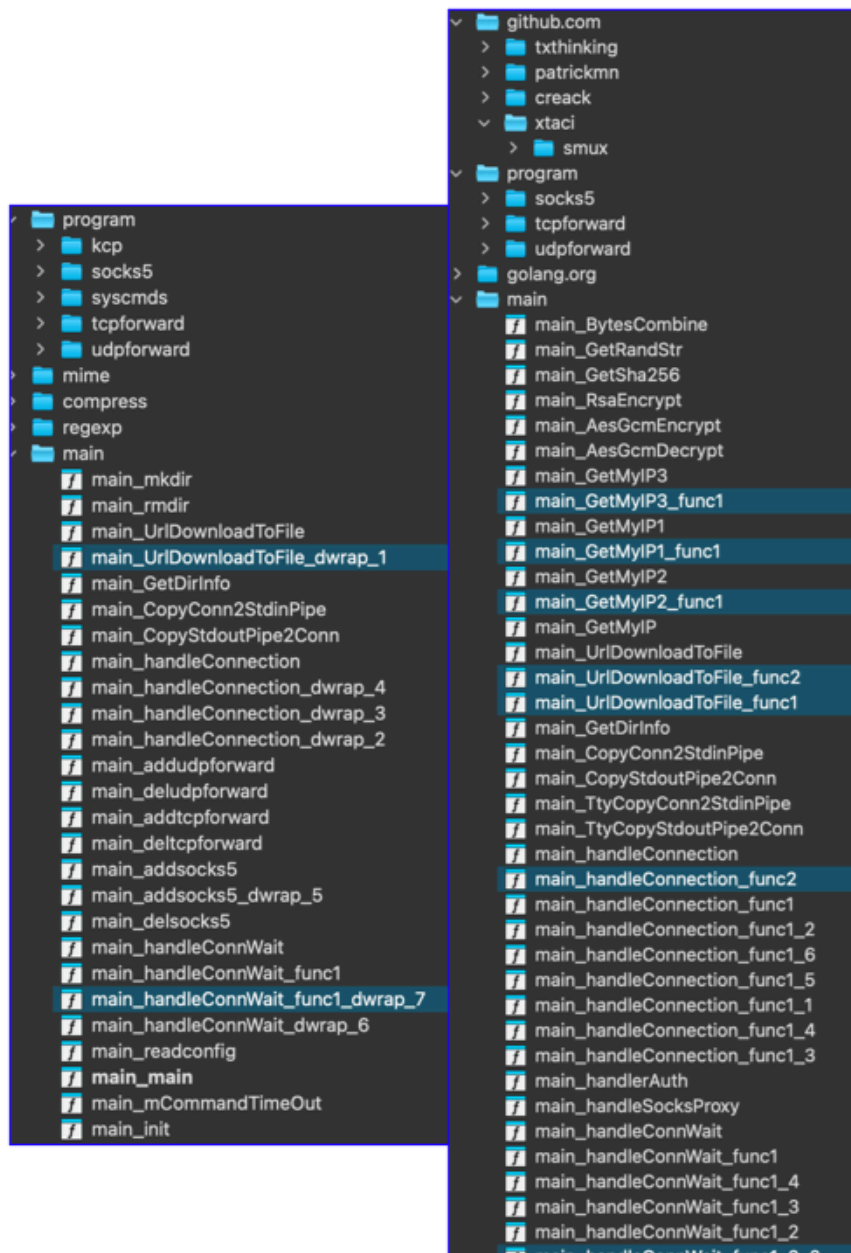 program
kcp
socks5
syscmds
tcpforward
udpforward
mime
compress
regexp
main
main_mkdir
main_rmdir
main_UrlDownloadToFile
main_UrlDownloadToFile_dwrap_1
main_GetDirInfo
main_CopyConn2StdinPipe
main_CopyStdoutPipe2Conn
main_handleConnection
main_handleConnection_dwrap_4
main_handleConnection_dwrap_3
main_handleConnection_dwrap_2
main_addudpforward
main_deludpforward
main_addtcpforward
main_deltcpforward
main_addsocks5
main_addsocks5_dwrap_5
main_delsocks5
main_handleConnWait
main_handleConnWait_func1
main_handleConnWait_func1_dwrap_7
main_handleConnWait_dwrap_6
main_readconfig
main_main
main_mCommandTimeOut
main_init
github.com
txthinking
patrickmn
creack
xtaci
smux
program
socks5
tcpforward
udpforward
golang.org
main
main_BytesCombine
main_GetRandStr
main_GetSha256
main_RsaEncrypt
main_AesGcmEncrypt
main_AesGcmDecrypt
main_GetMyIP3
main_GetMyIP3_func1
main_GetMyIP1
main_GetMyIP1_func1
main_GetMyIP2
main_GetMyIP2_func1
main_GetMyIP
main_UrlDownloadToFile
main_UrlDownloadToFile_func2
main_UrlDownloadToFile_func1
main_GetDirInfo
main_CopyConn2StdinPipe
main_CopyStdoutPipe2Conn
main_TtyCopyConn2StdinPipe
main_TtyCopyStdoutPipe2Conn
main_handleConnection
main_handleConnection_func2
main_handleConnection_func1
main_handleConnection_func1_2
main_handleConnection_func1_6
main_handleConnection_func1_5
main_handleConnection_func1_1
main_handleConnection_func1_4
main_handleConnection_func1_3
main_handlerAuth
main_handleSocksProxy
main_handleConnWait
main_handleConnWait_func1
main_handleConnWait_func1_4
main_handleConnWait_func1_3
main_handleConnWait_func1_2